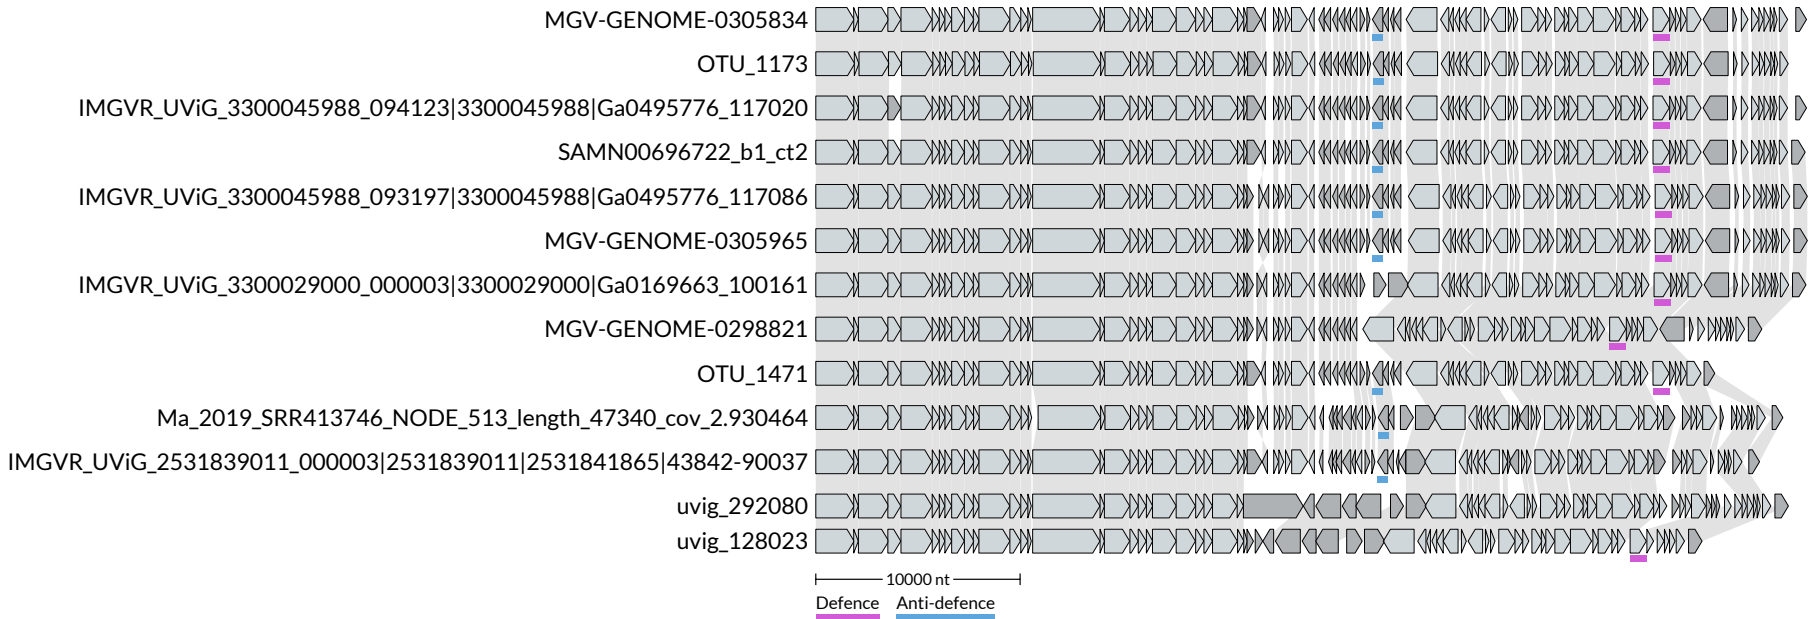 MGV-GENOME-0305834
OTU_1173
IMGVR_UViG_3300045988_094123|3300045988|Ga0495776_117020
SAMN00696722_b1_ct2
IMGVR_UViG_3300045988_093197|3300045988|Ga0495776_117086
MGV-GENOME-0305965
IMGVR_UViG_3300029000_000003|3300029000|Ga0169663_100161
MGV-GENOME-0298821
OTU_1471
Ma_2019_SRR413746_NODE_513_length_47340_cov_2.930464
IMGVR_UViG_2531839011_000003|2531839011|2531841865|43842-90037
uvig_292080
uvig_128023
10000 nt
Defence Anti-defence